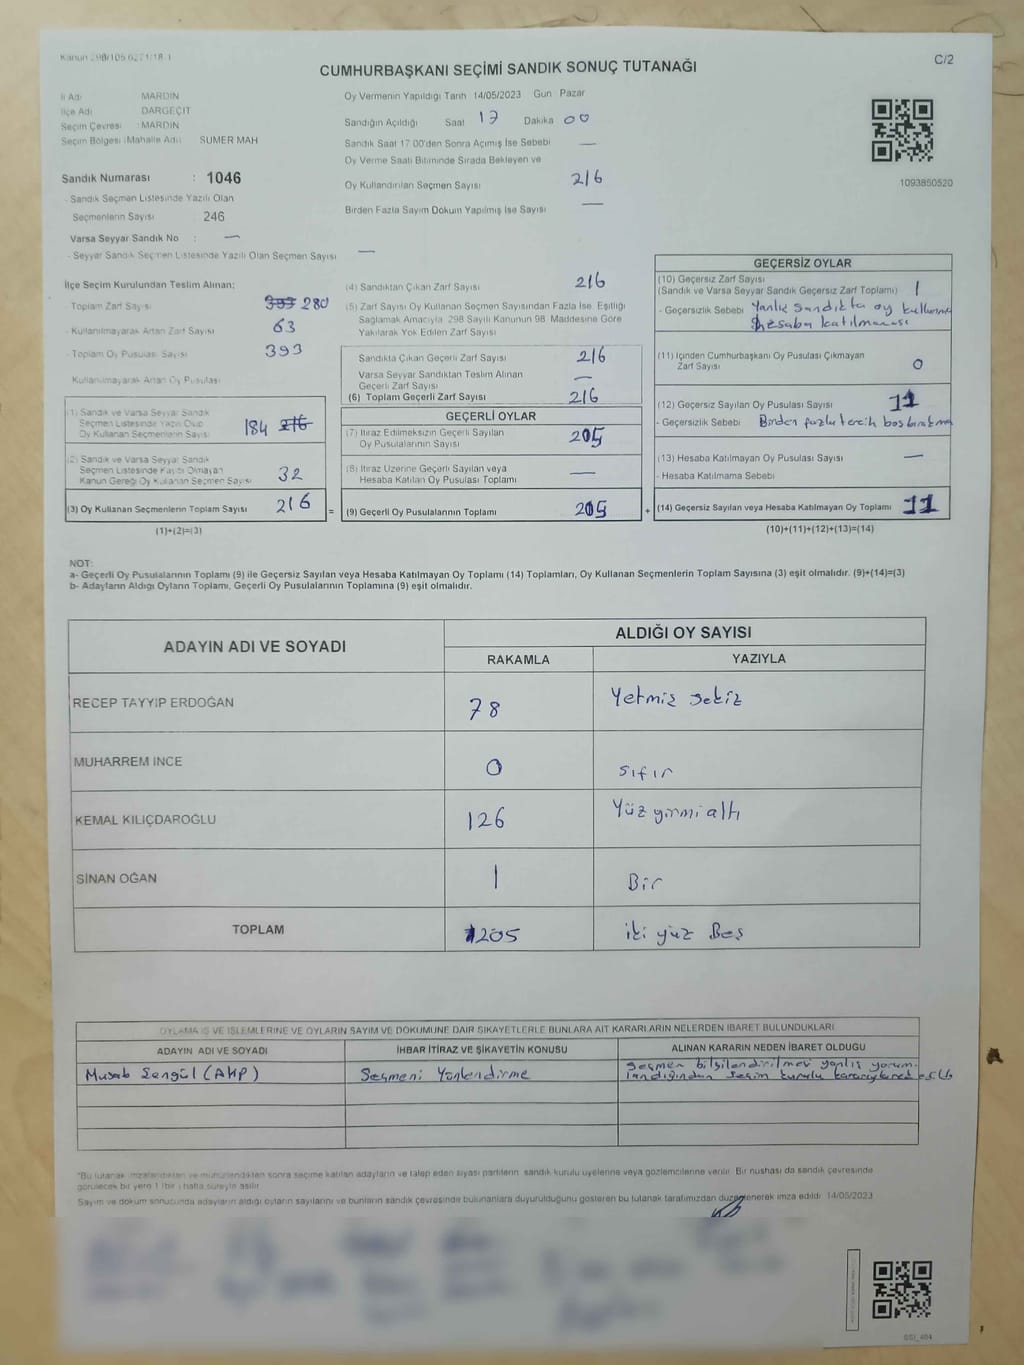 Kanun 298/105 6271/18 1
C/2
CUMHURBAŞKANI SEÇİMİ SANDIK SONUÇ TUTANAĞI
İl Adı MARDİN
İlçe Adı DARGEÇİT
Seçim Çevresi : MARDİN
Seçim Bölgesi (Mahalle Adı) SUMER MAH
Sandık Numarası : 1046
- Sandık Seçmen Listesinde Yazılı Olan
Seçmenlerin Sayısı 246
Varsa Seyyar Sandık No : —
- Seyyar Sandık Seçmen Listesinde Yazılı Olan Seçmen Sayısı —
Oy Vermenin Yapıldığı Tarih 14/05/2023 Gün Pazar
Sandığın Açıldığı Saat 17 Dakika 00
Sandık Saat 17 00'den Sonra Açımış İse Sebebi —
Oy Verme Saati Bitiminde Sırada Bekleyen ve
Oy Kullandırılan Seçmen Sayısı 216
Birden Fazla Sayım Döküm Yapılmış İse Sayısı —
1093850520
İlçe Seçim Kurulundan Teslim Alınan;
Toplam Zarf Sayısı 280
- Kullanılmayarak Artan Zarf Sayısı 63
- Toplam Oy Pusulası Sayısı 393
Kullanılmayarak Artan Oy Pusulası
(1) Sandık ve Varsa Seyyar Sandık
Seçmen Listesinde Yazılı Olup
Oy Kullanan Seçmenlerin Sayısı 184 216
(2) Sandık ve Varsa Seyyar Sandık
Seçmen Listesinde Kayıtlı Olmayan
Kanun Gereği Oy Kullanan Seçmen Sayısı 32
(3) Oy Kullanan Seçmenlerin Toplam Sayısı 216
(1)+(2)=(3)
(4) Sandıktan Çıkan Zarf Sayısı 216
(5) Zarf Sayısı Oy Kullanan Seçmen Sayısından Fazla İse, Eşitliği
Sağlamak Amacıyla, 298 Sayılı Kanunun 98. Maddesine Göre
Yakılarak Yok Edilen Zarf Sayısı
Sandıkta Çıkan Geçerli Zarf Sayısı 216
Varsa Seyyar Sandıktan Teslim Alınan
Geçerli Zarf Sayısı —
(6) Toplam Geçerli Zarf Sayısı 216
GEÇERLİ OYLAR
(7) İtiraz Edilmeksizin Geçerli Sayılan
Oy Pusulalarının Sayısı 205
(8) İtiraz Üzerine Geçerli Sayılan veya
Hesaba Katılan Oy Pusulası Toplamı —
= (9) Geçerli Oy Pusulalarının Toplamı 205
GEÇERSİZ OYLAR
(10) Geçersiz Zarf Sayısı
(Sandık ve Varsa Seyyar Sandık Geçersiz Zarf Toplamı) 1
- Geçersizlik Sebebi Yanlış sandıkta oy kullanma
hesaba katılmaması
(11) İçinden Cumhurbaşkanı Oy Pusulası Çıkmayan
Zarf Sayısı 0
(12) Geçersiz Sayılan Oy Pusulası Sayısı 11
- Geçersizlik Sebebi Birden fazla tercih boş bırakma
(13) Hesaba Katılmayan Oy Pusulası Sayısı —
- Hesaba Katılmama Sebebi
+ (14) Geçersiz Sayılan veya Hesaba Katılmayan Oy Toplamı 11
(10)+(11)+(12)+(13)=(14)
NOT:
a- Geçerli Oy Pusulalarının Toplamı (9) ile Geçersiz Sayılan veya Hesaba Katılmayan Oy Toplamı (14) Toplamları, Oy Kullanan Seçmenlerin Toplam Sayısına (3) eşit olmalıdır. (9)+(14)=(3)
b- Adayların Aldığı Oyların Toplamı, Geçerli Oy Pusulalarının Toplamına (9) eşit olmalıdır.
ADAYIN ADI VE SOYADI
ALDIĞI OY SAYISI
RAKAMLA YAZIYLA
RECEP TAYYİP ERDOĞAN 78 Yetmiş sekiz
MUHARREM İNCE 0 sıfır
KEMAL KILIÇDAROĞLU 126 Yüz yirmi altı
SİNAN OĞAN 1 Bir
TOPLAM 205 iki yüz Beş
OYLAMA İŞ VE İŞLEMLERİNE VE OYLARIN SAYIM VE DÖKÜMÜNE DAİR ŞİKAYETLERLE BUNLARA AİT KARARLARIN NELERDEN İBARET BULUNDUKLARI
ADAYIN ADI VE SOYADI İHBAR İTİRAZ VE ŞİKAYETİN KONUSU ALINAN KARARIN NEDEN İBARET OLDUĞU
Musab Şengül (AKP) Seçmeni Yönlendirme Seçmen bilgilendirilmesi yanlış yorum-
landığından seçim kurulu kararıyla red edildi
"Bu tutanak imzalandıktan ve mühürlendikten sonra seçime katılan adayların ve talep eden siyasi partilerin sandık kurulu üyelerine veya gözlemcilerine verilir. Bir nüshası da sandık çevresinde
görülecek bir yere 1 (bir) hafta süreyle asılır.
Sayım ve döküm sonucunda adayların aldığı oyların sayılarını ve bunların sandık çevresinde bulunanlara duyurulduğunu gösteren bu tutanak tarafımızdan düzenlenerek imza edildi 14/05/2023